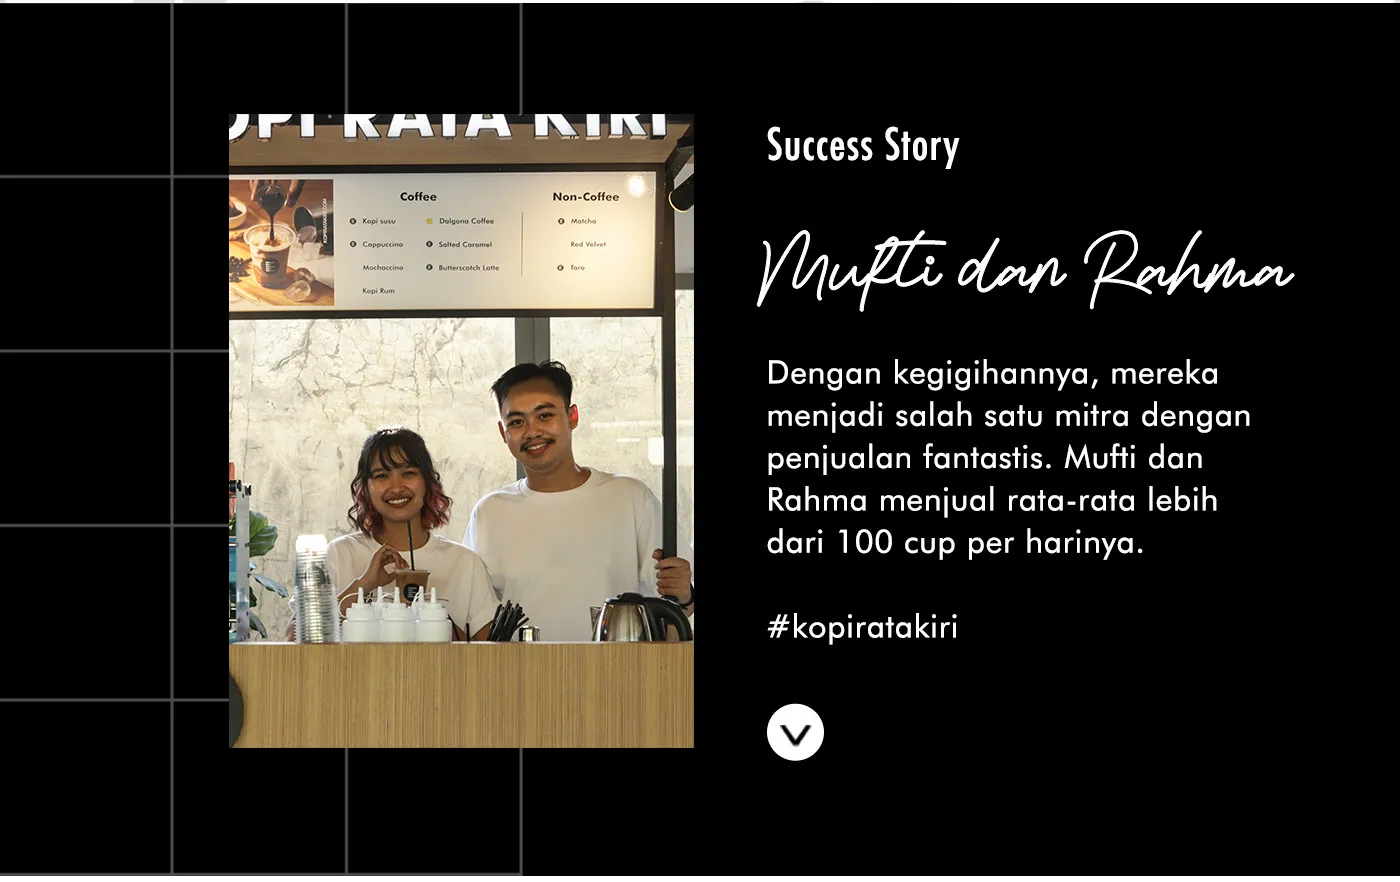 OPI RATA KIRI
Coffee
Kopi susu
Cappuccino
Mochaccino
Kopi Rum
Dalgona Coffee
Salted Caramel
Butterscotch Latte
Non-Coffee
Matcha
Red Velvet
Taro
KOPIRATAKIRI.COM
Success Story
Mufti dan Rahma
Dengan kegigihannya, mereka
menjadi salah satu mitra dengan
penjualan fantastis. Mufti dan
Rahma menjual rata-rata lebih
dari 100 cup per harinya.
#kopiratakiri